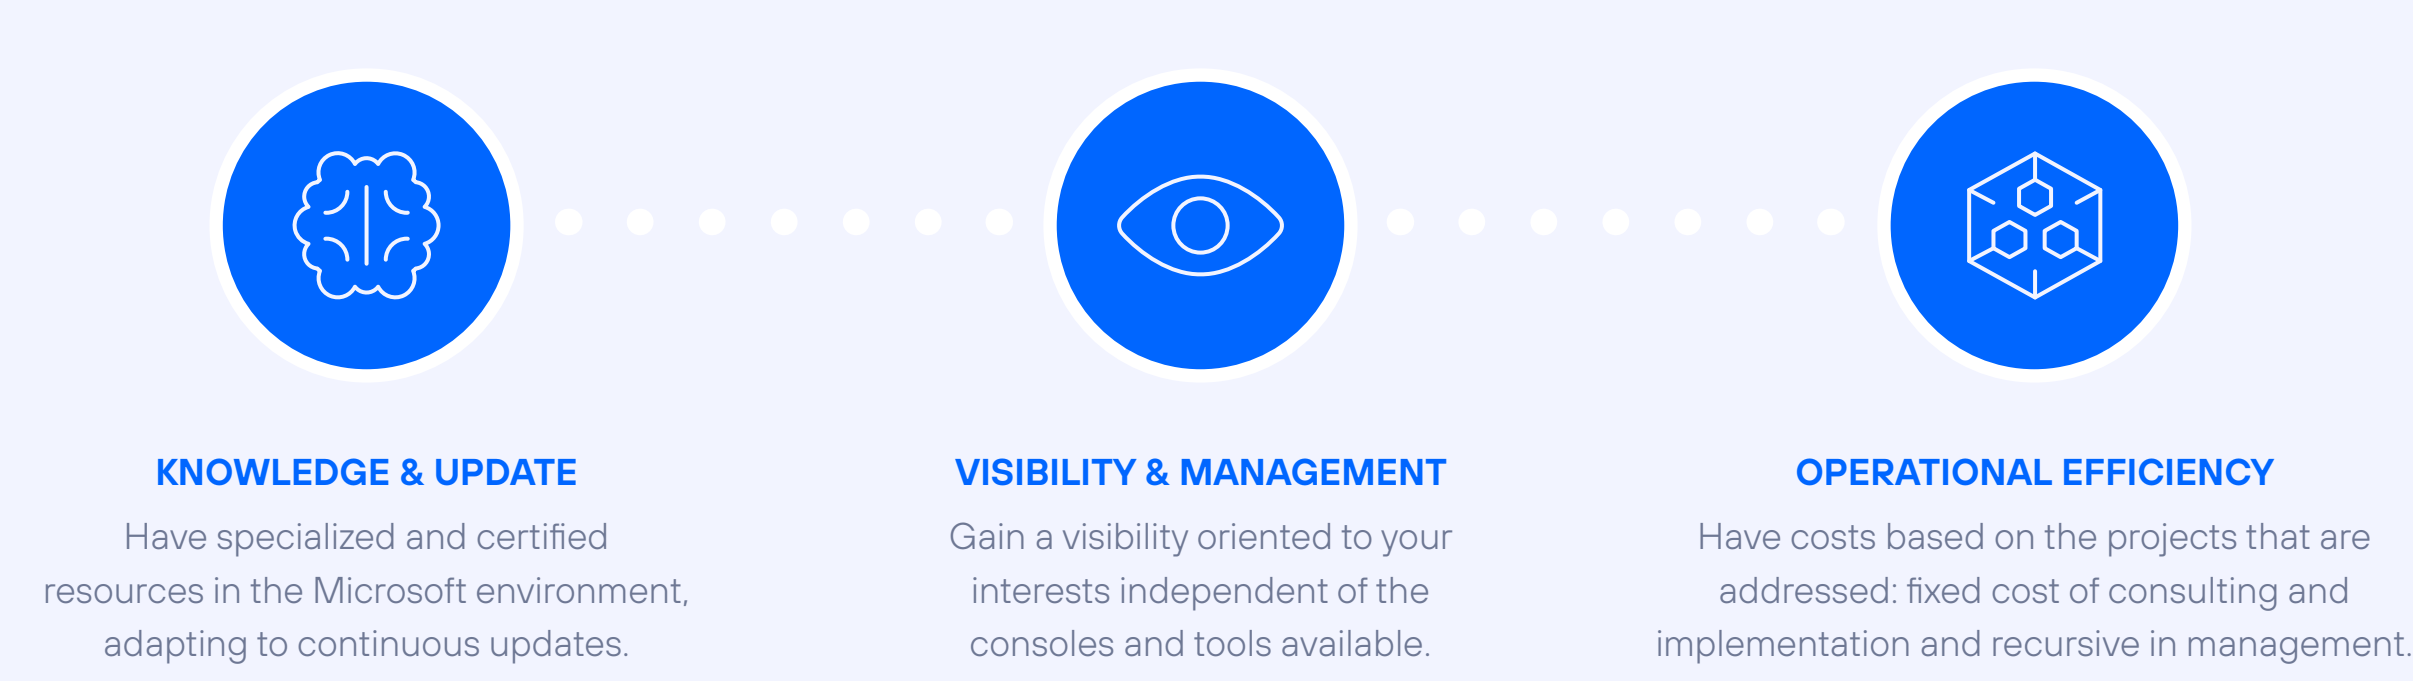 KNOWLEDGE & UPDATE
Have specialized and certified
resources in the Microsoft environment,
adapting to continuous updates.
VISIBILITY & MANAGEMENT
Gain a visibility oriented to your
interests independent of the
consoles and tools available.
OPERATIONAL EFFICIENCY
Have costs based on the projects that are
addressed: fixed cost of consulting and
implementation and recursive in management.